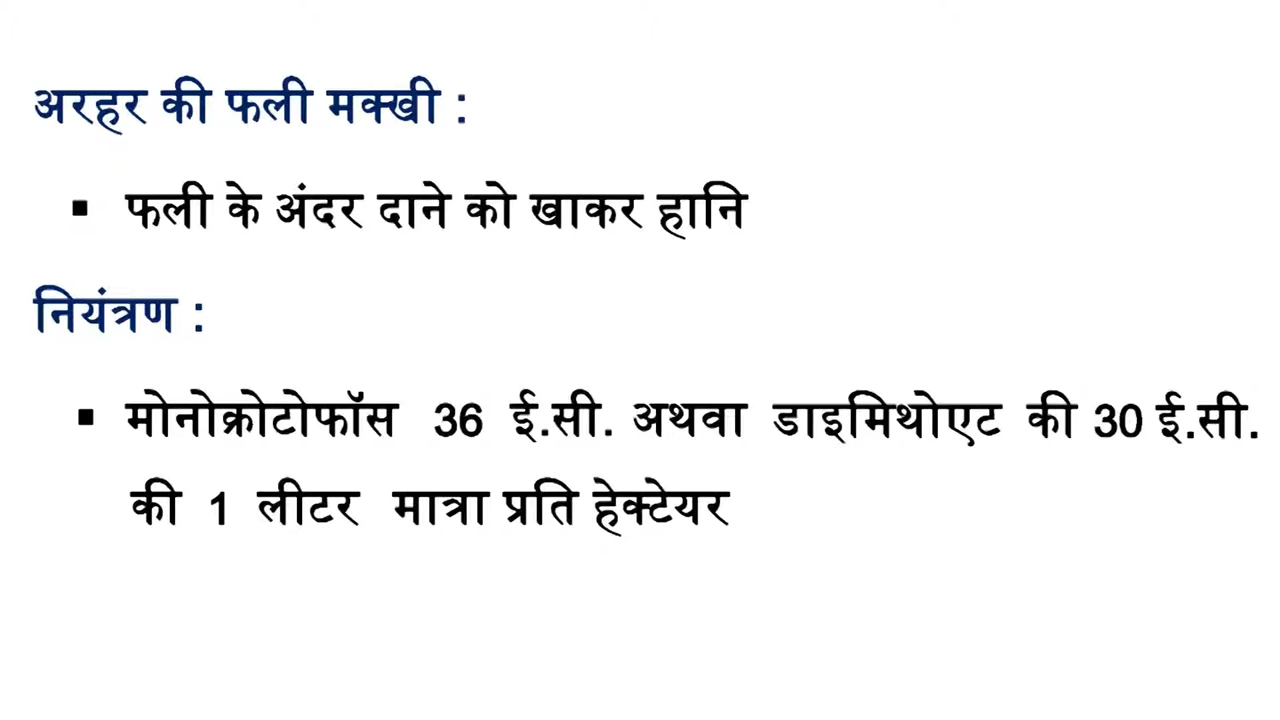 अरहर की फली मक्खी :
▪ फली के अंदर दाने को खाकर हानि
नियंत्रण :
▪ मोनोक्रोटोफॉस 36 ई.सी. अथवा डाइमिथोएट की 30 ई.सी.
की 1 लीटर मात्रा प्रति हेक्टेयर